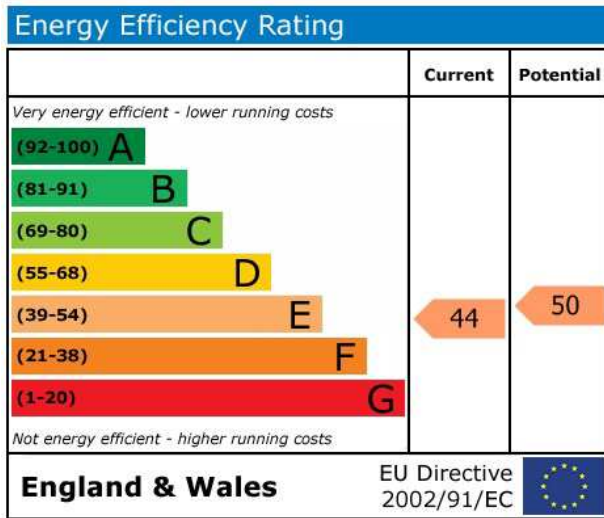 Energy Efficiency Rating
Current Potential
Very energy efficient - lower running costs
(92-100) A
(81-91) B
(69-80) C
(55-68) D
(39-54) E
44
50
(21-38) F
(1-20) G
Not energy efficient - higher running costs
England & Wales
EU Directive
2002/91/EC